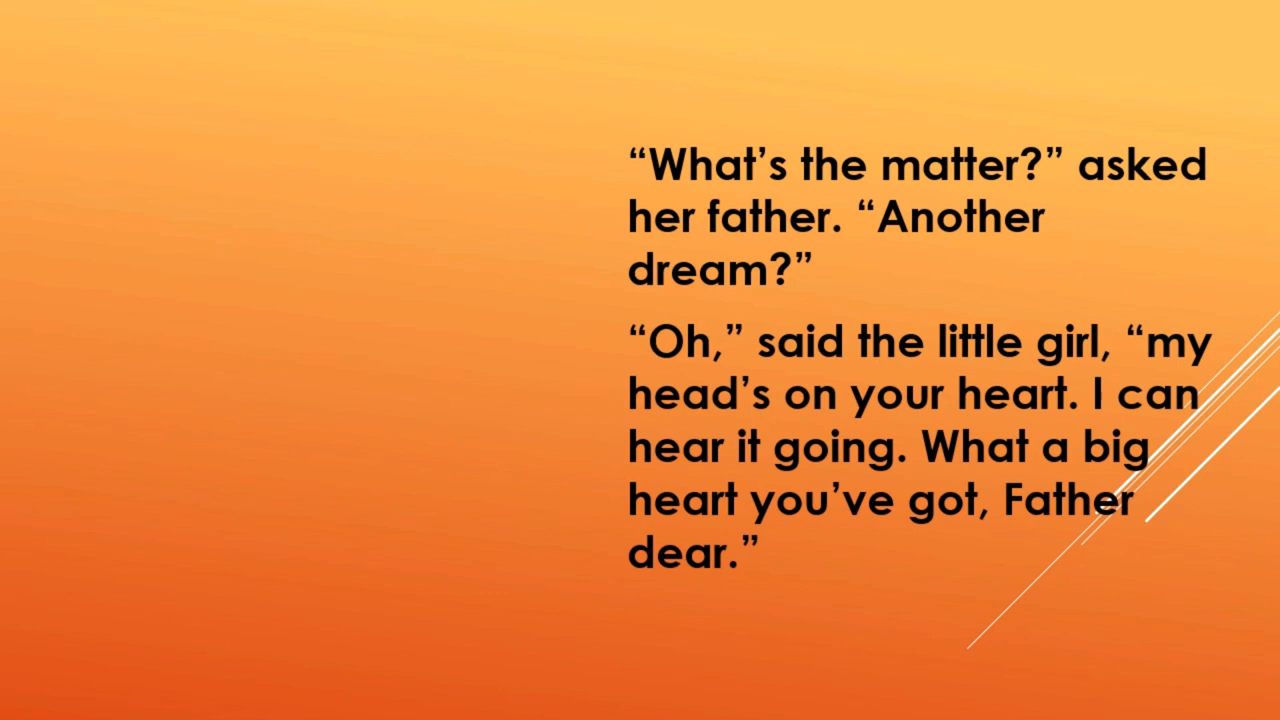 “What’s the matter?” asked
her father. “Another
dream?”
“Oh,” said the little girl, “my
head’s on your heart. I can
hear it going. What a big
heart you’ve got, Father
dear.”